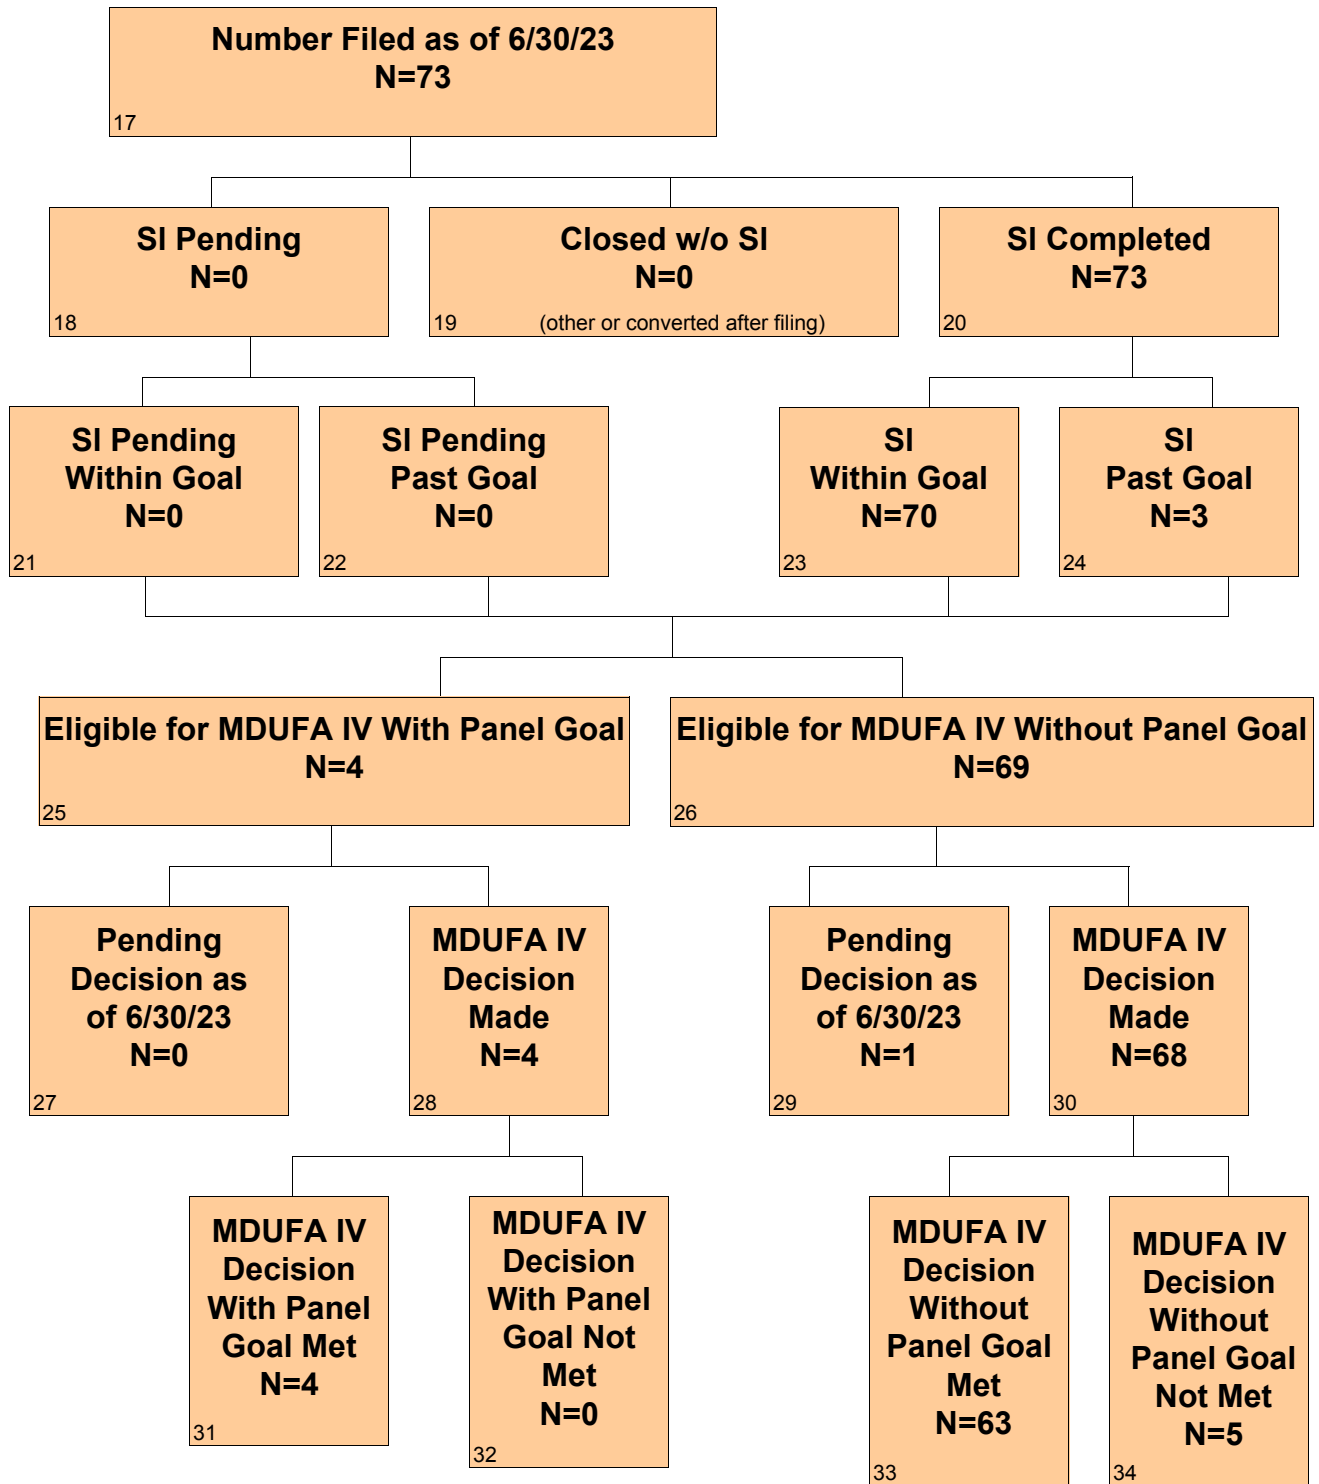 Number Filed as of 6/30/23
N=73
17
SI Pending
N=0
18
Closed w/o SI
N=0
19 (other or converted after filing)
SI Completed
N=73
20
SI Pending
Within Goal
N=0
21
SI Pending
Past Goal
N=0
22
SI
Within Goal
N=70
23
SI
Past Goal
N=3
24
Eligible for MDUFA IV With Panel Goal
N=4
25
Eligible for MDUFA IV Without Panel Goal
N=69
26
Pending
Decision as
of 6/30/23
N=0
27
MDUFA IV
Decision
Made
N=4
28
Pending
Decision as
of 6/30/23
N=1
29
MDUFA IV
Decision
Made
N=68
30
MDUFA IV
Decision
With Panel
Goal Met
N=4
31
MDUFA IV
Decision
With Panel
Goal Not
Met
N=0
32
MDUFA IV
Decision
Without
Panel Goal
Met
N=63
33
MDUFA IV
Decision
Without
Panel Goal
Not Met
N=5
34